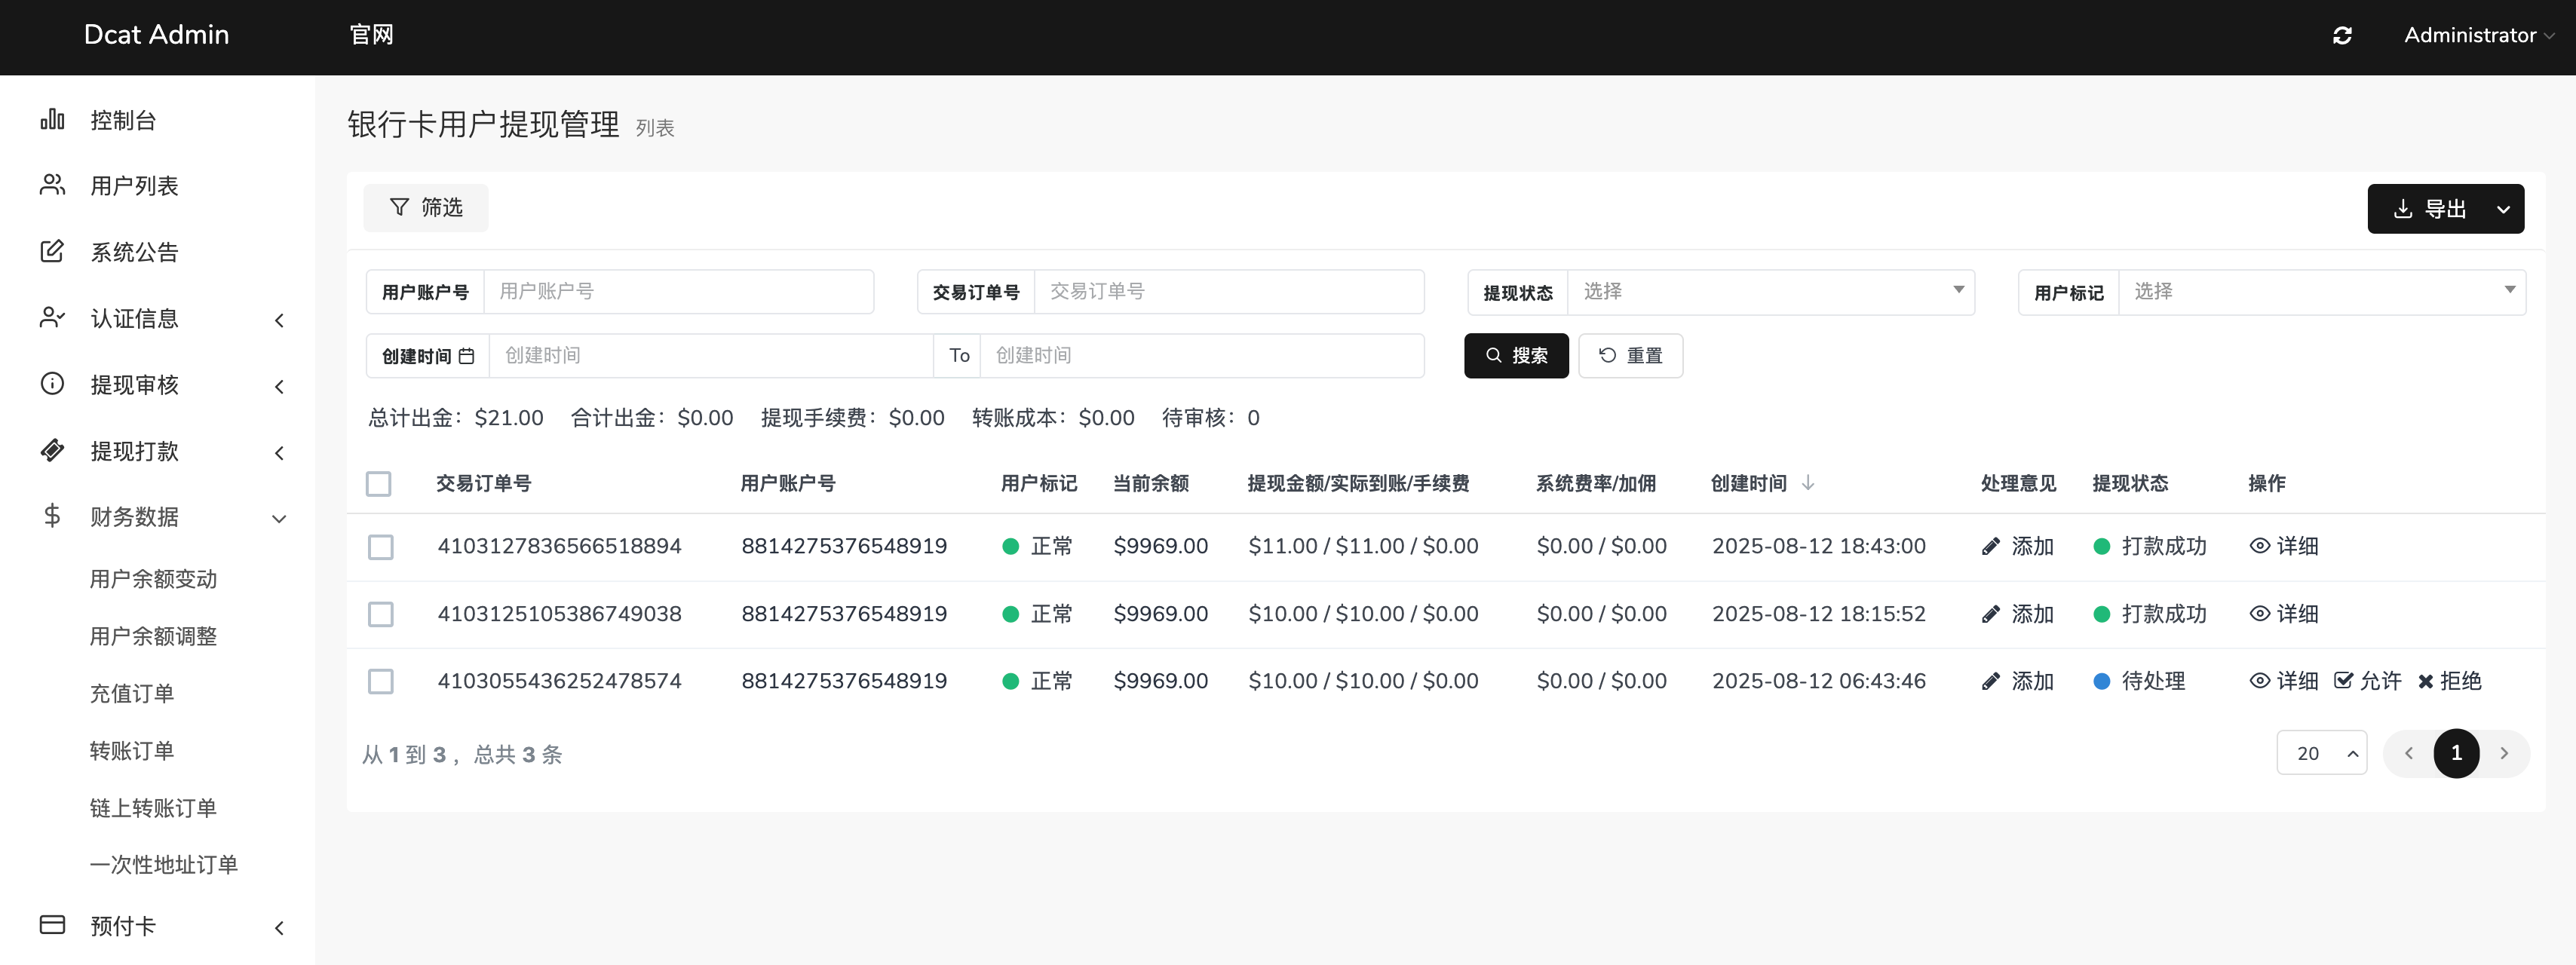 Dcat Admin 官网 Administrator
控制台
用户列表
系统公告
认证信息
提现审核
提现打款
财务数据
用户余额变动
用户余额调整
充值订单
转账订单
链上转账订单
一次性地址订单
预付卡
银行卡用户提现管理 列表
筛选 导出
用户账户号 用户账户号 交易订单号 交易订单号 提现状态 选择 用户标记 选择
创建时间 创建时间 To 创建时间 搜索 重置
总计出金：$21.00 合计出金：$0.00 提现手续费：$0.00 转账成本：$0.00 待审核：0
交易订单号 用户账户号 用户标记 当前余额 提现金额/实际到账/手续费 系统费率/加佣 创建时间 处理意见 提现状态 操作
4103127836566518894 8814275376548919 正常 $9969.00 $11.00 / $11.00 / $0.00 $0.00 / $0.00 2025-08-12 18:43:00 添加 打款成功 详细
4103125105386749038 8814275376548919 正常 $9969.00 $10.00 / $10.00 / $0.00 $0.00 / $0.00 2025-08-12 18:15:52 添加 打款成功 详细
4103055436252478574 8814275376548919 正常 $9969.00 $10.00 / $10.00 / $0.00 $0.00 / $0.00 2025-08-12 06:43:46 添加 待处理 详细 允许 拒绝
从 1 到 3 ，总共 3 条 20 1